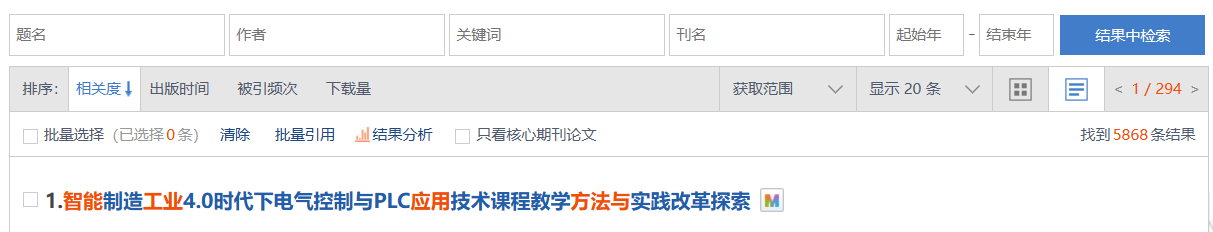 题名 作者 关键词 刊名 起始年 - 结束年 结果中检索
排序： 相关度 出版时间 被引频次 下载量 获取范围 显示 20 条 < 1 / 294 >
批量选择 (已选择0条) 清除 批量引用 结果分析 只看核心期刊论文 找到5868条结果
1.智能制造工业4.0时代下电气控制与PLC应用技术课程教学方法与实践改革探索 M